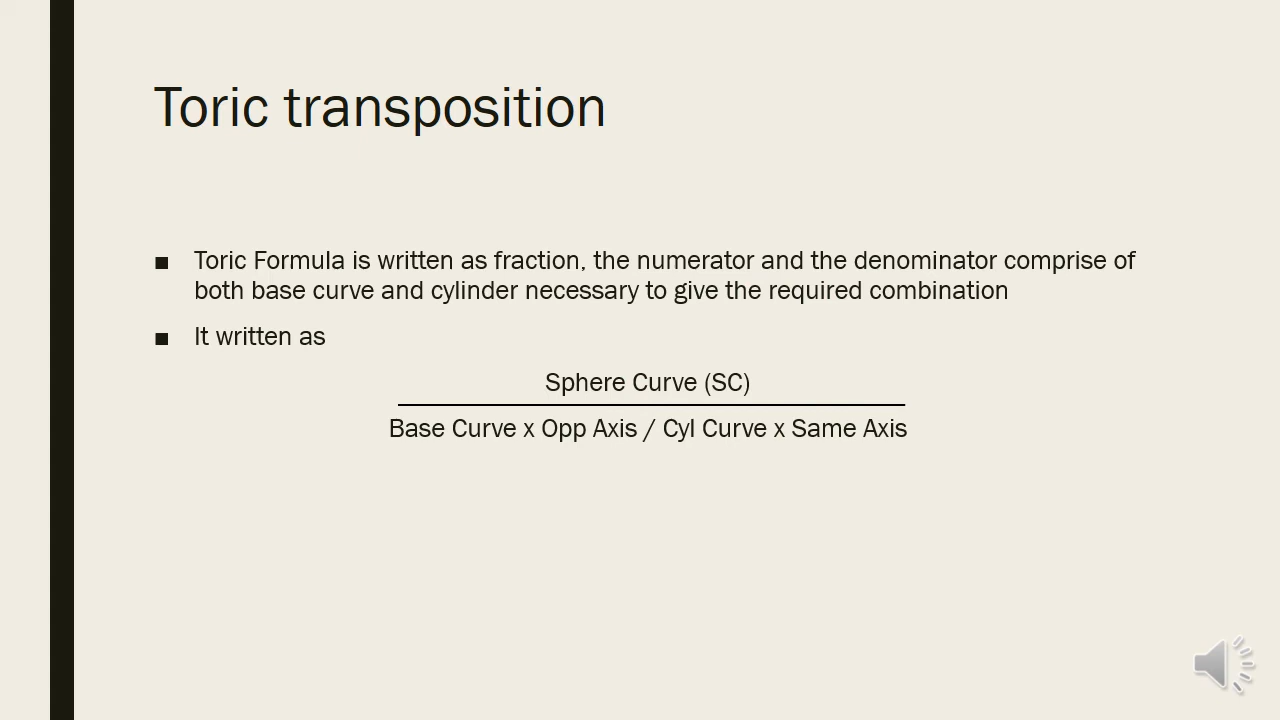 Toric transposition
■ Toric Formula is written as fraction, the numerator and the denominator comprise of
both base curve and cylinder necessary to give the required combination
■ It written as
Sphere Curve (SC)
Base Curve x Opp Axis / Cyl Curve x Same Axis